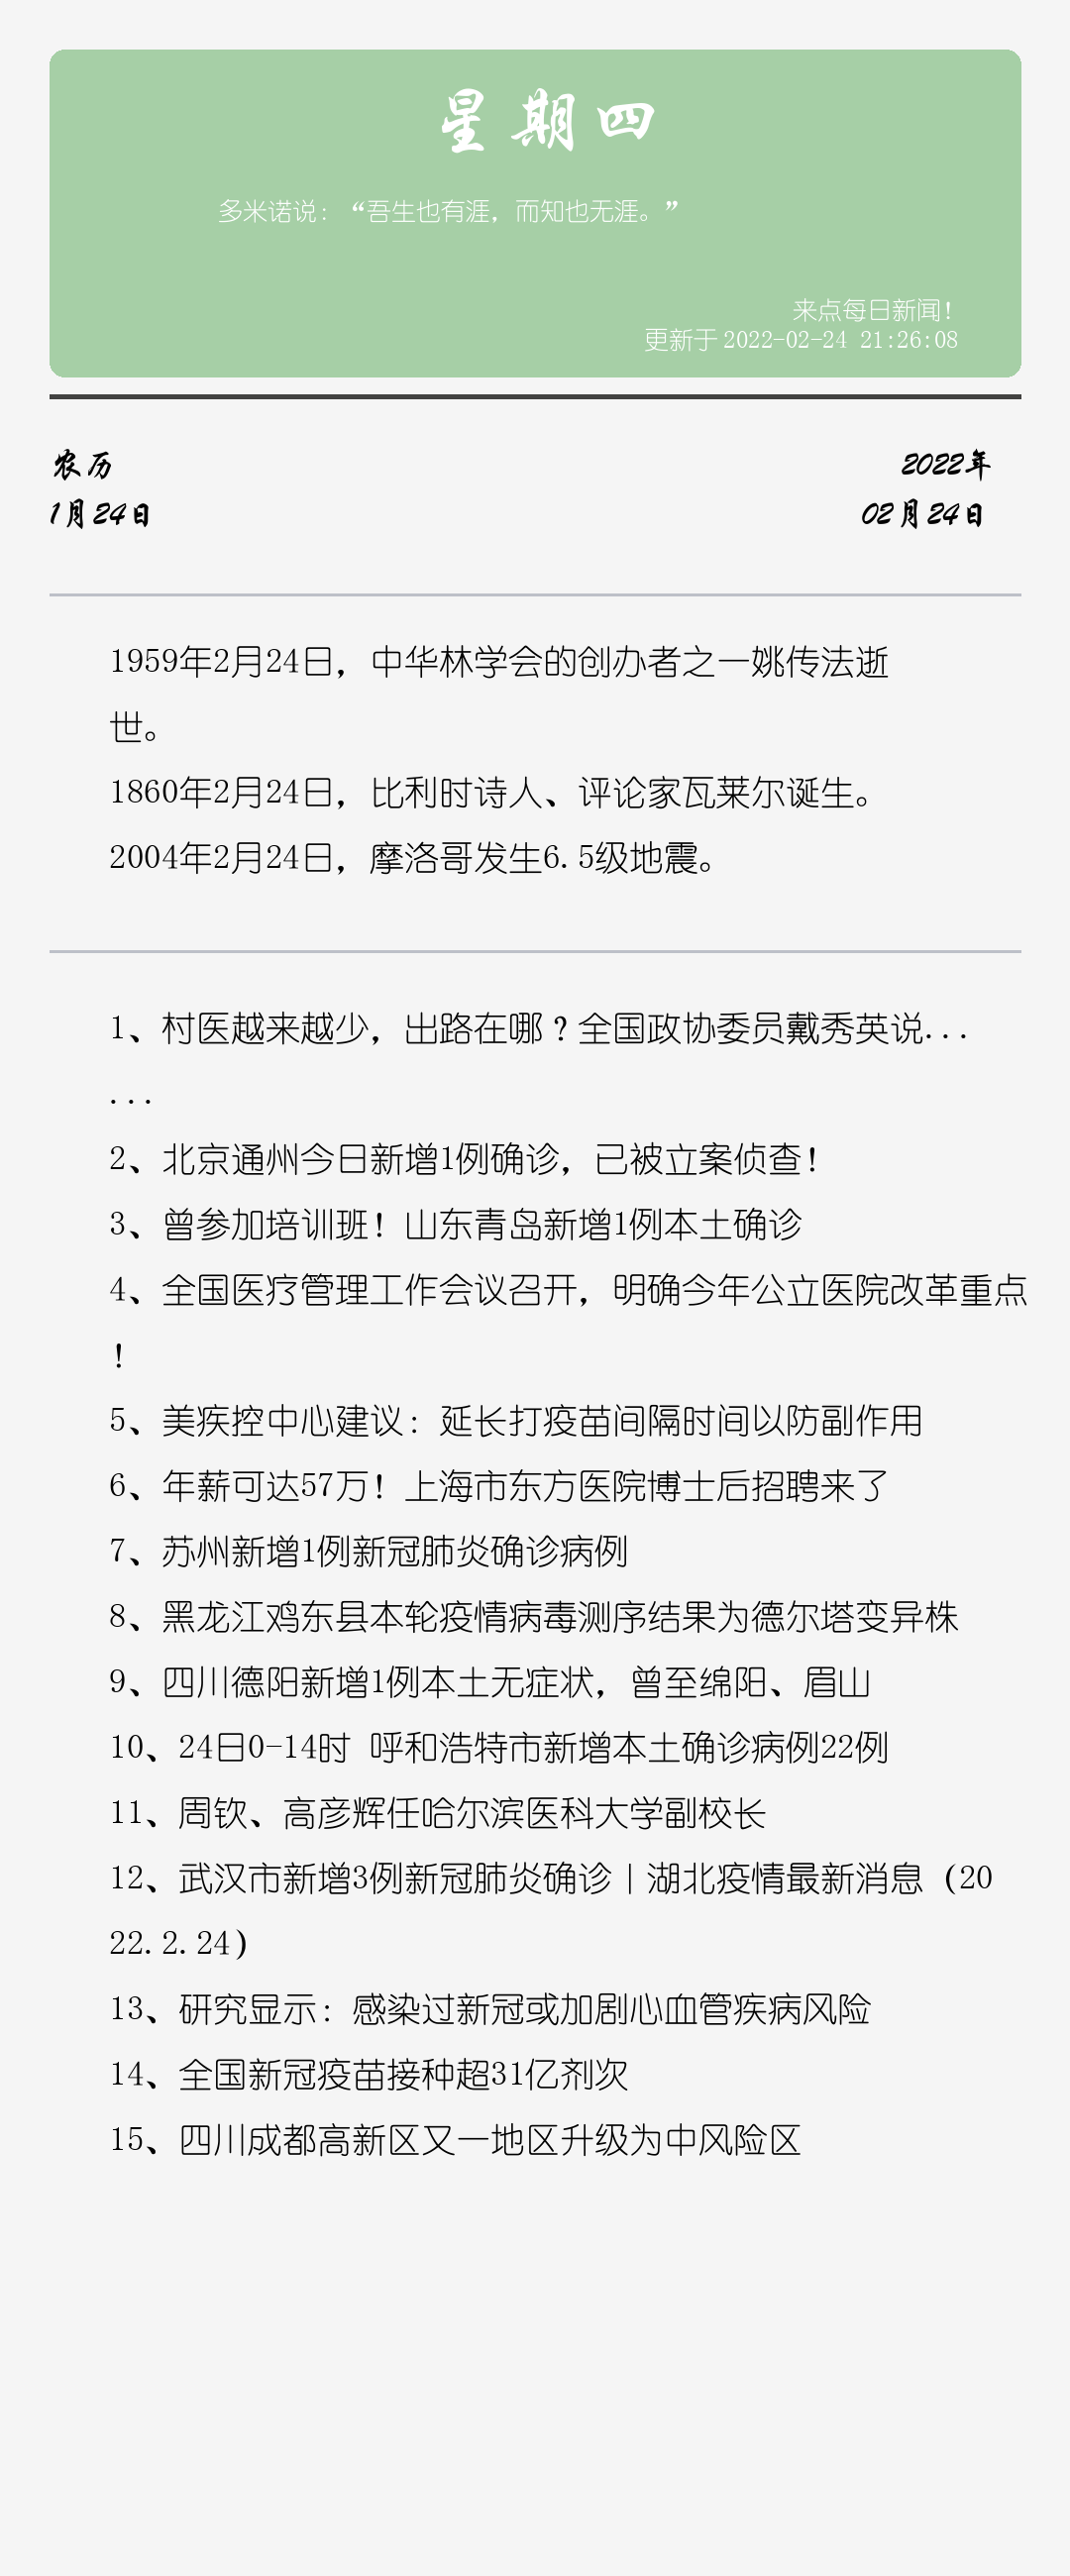 星期四
多米诺说：“吾生也有涯，而知也无涯。”
来点每日新闻！
更新于2022-02-24 21:26:08
农历
2022年
1月24日
02月24日
1959年2月24日，中华林学会的创办者之一姚传法逝
世。
1860年2月24日，比利时诗人、评论家瓦莱尔诞生。
2004年2月24日，摩洛哥发生6.5级地震。
1、村医越来越少，出路在哪？全国政协委员戴秀英说...
...
2、北京通州今日新增1例确诊，已被立案侦查！
3、曾参加培训班！山东青岛新增1例本土确诊
4、全国医疗管理工作会议召开，明确今年公立医院改革重点
！
5、美疾控中心建议：延长打疫苗间隔时间以防副作用
6、年薪可达57万！上海市东方医院博士后招聘来了
7、苏州新增1例新冠肺炎确诊病例
8、黑龙江鸡东县本轮疫情病毒测序结果为德尔塔变异株
9、四川德阳新增1例本土无症状，曾至绵阳、眉山
10、24日0-14时 呼和浩特市新增本土确诊病例22例
11、周钦、高彦辉任哈尔滨医科大学副校长
12、武汉市新增3例新冠肺炎确诊｜湖北疫情最新消息（20
22.2.24）
13、研究显示：感染过新冠或加剧心血管疾病风险
14、全国新冠疫苗接种超31亿剂次
15、四川成都高新区又一地区升级为中风险区